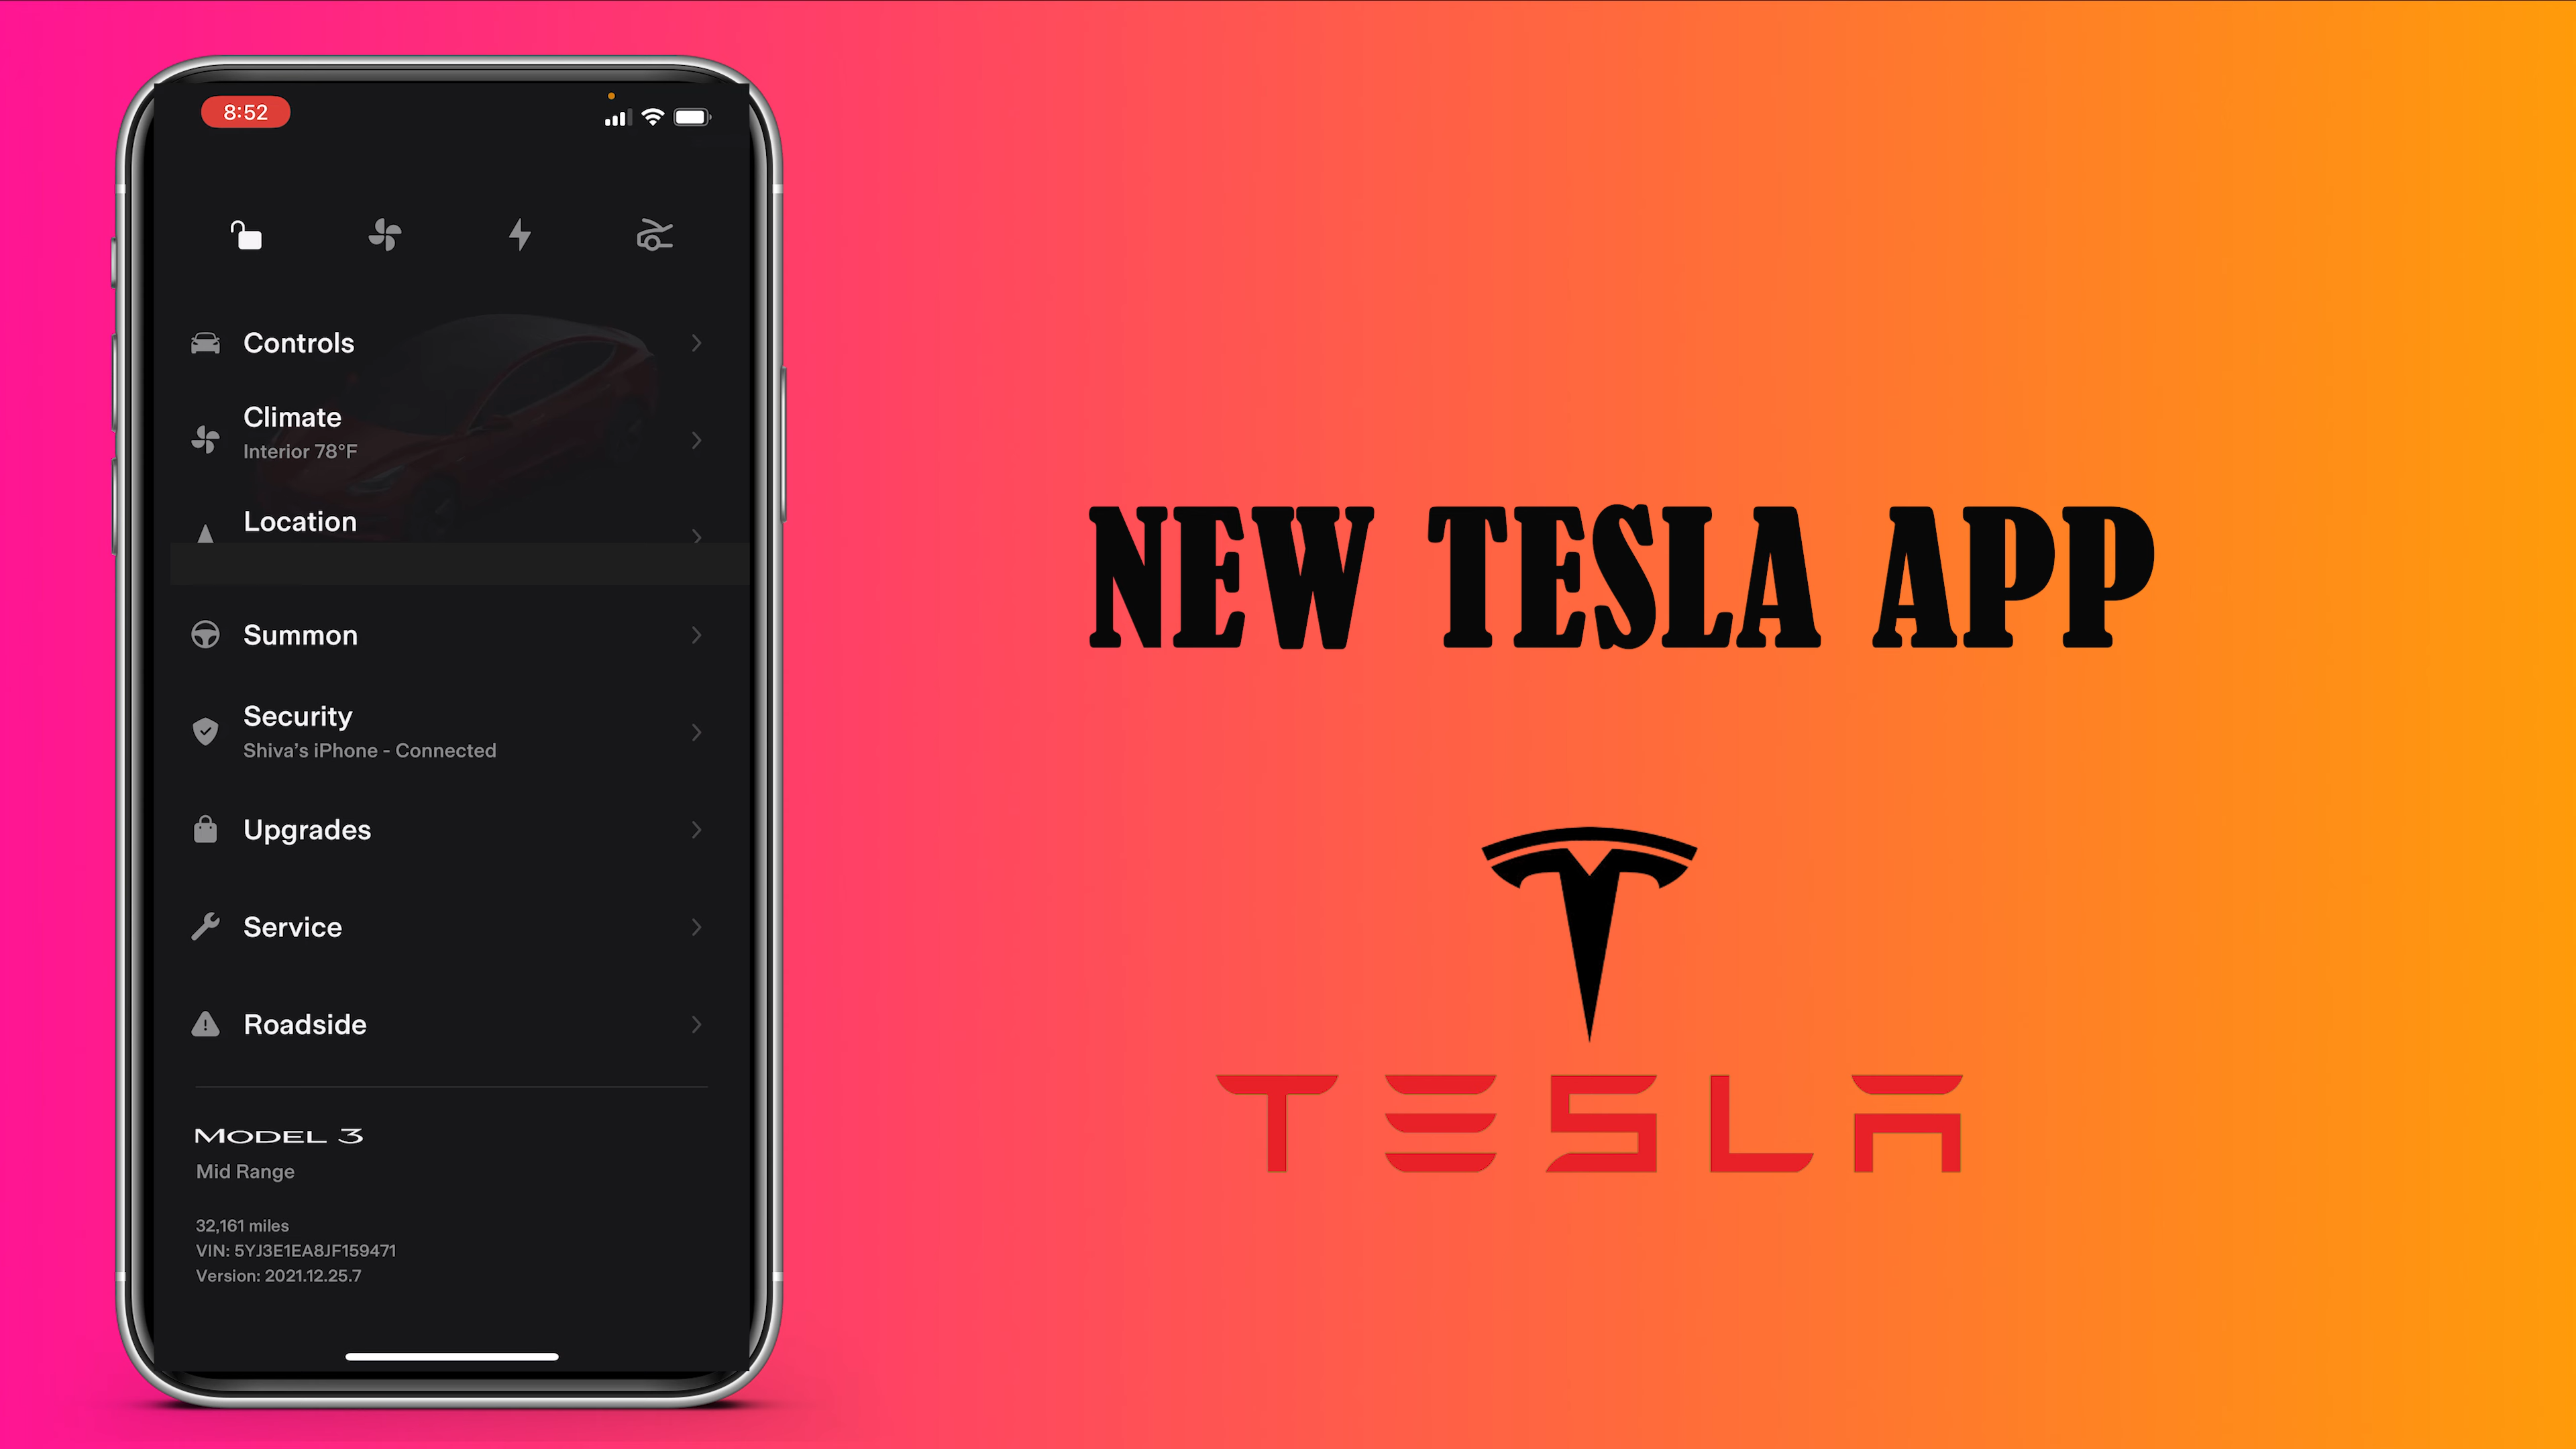 8:52
Controls
Climate
Interior 78°F
Location
Summon
Security
Shiva's iPhone - Connected
Upgrades
Service
Roadside
MODEL 3
Mid Range
32,161 miles
VIN: 5YJ3E1EA8JF159471
Version: 2021.12.25.7
NEW TESLA APP
TESLA